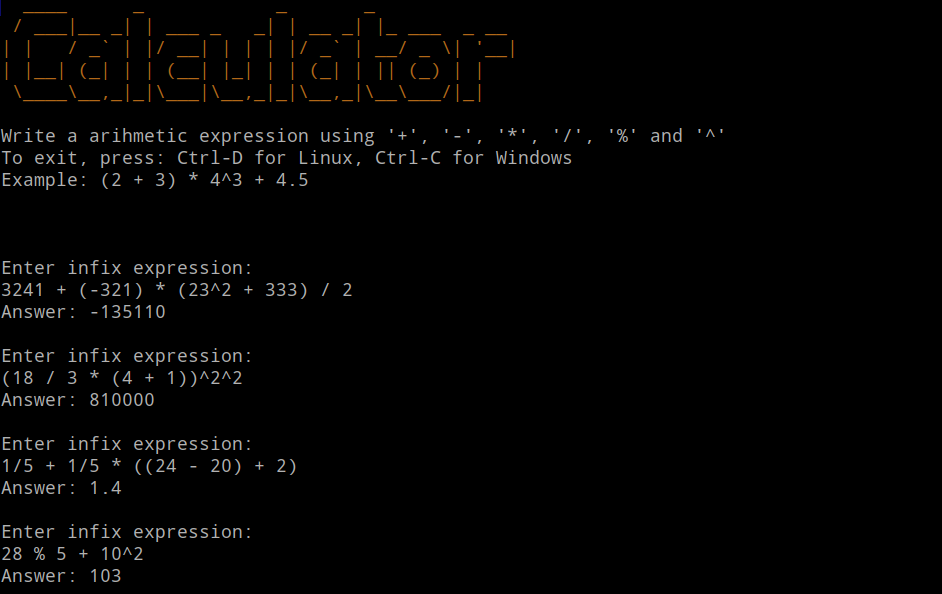 Calculator
Write a arihmetic expression using '+', '-', '*', '/', '%' and '^'
To exit, press: Ctrl-D for Linux, Ctrl-C for Windows
Example: (2 + 3) * 4^3 + 4.5
Enter infix expression:
3241 + (-321) * (23^2 + 333) / 2
Answer: -135110
Enter infix expression:
(18 / 3 * (4 + 1))^2^2
Answer: 810000
Enter infix expression:
1/5 + 1/5 * ((24 - 20) + 2)
Answer: 1.4
Enter infix expression:
28 % 5 + 10^2
Answer: 103